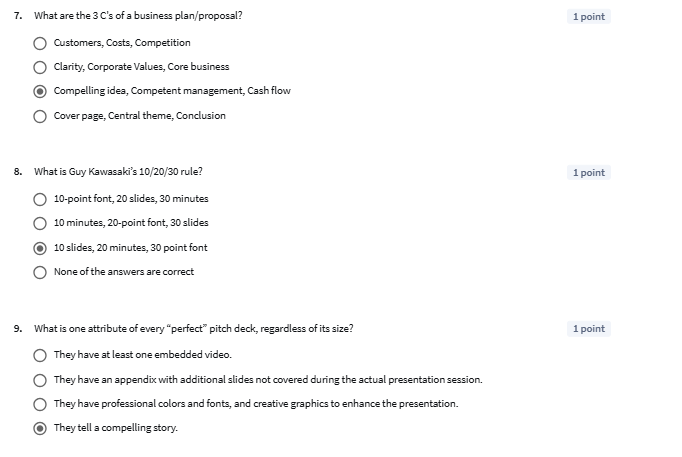 7. What are the 3 C's of a business plan/proposal? 1 point
Customers, Costs, Competition
Clarity, Corporate Values, Core business
Compelling idea, Competent management, Cash flow
Cover page, Central theme, Conclusion
8. What is Guy Kawasaki's 10/20/30 rule? 1 point
10-point font, 20 slides, 30 minutes
10 minutes, 20-point font, 30 slides
10 slides, 20 minutes, 30 point font
None of the answers are correct
9. What is one attribute of every “perfect” pitch deck, regardless of its size? 1 point
They have at least one embedded video.
They have an appendix with additional slides not covered during the actual presentation session.
They have professional colors and fonts, and creative graphics to enhance the presentation.
They tell a compelling story.